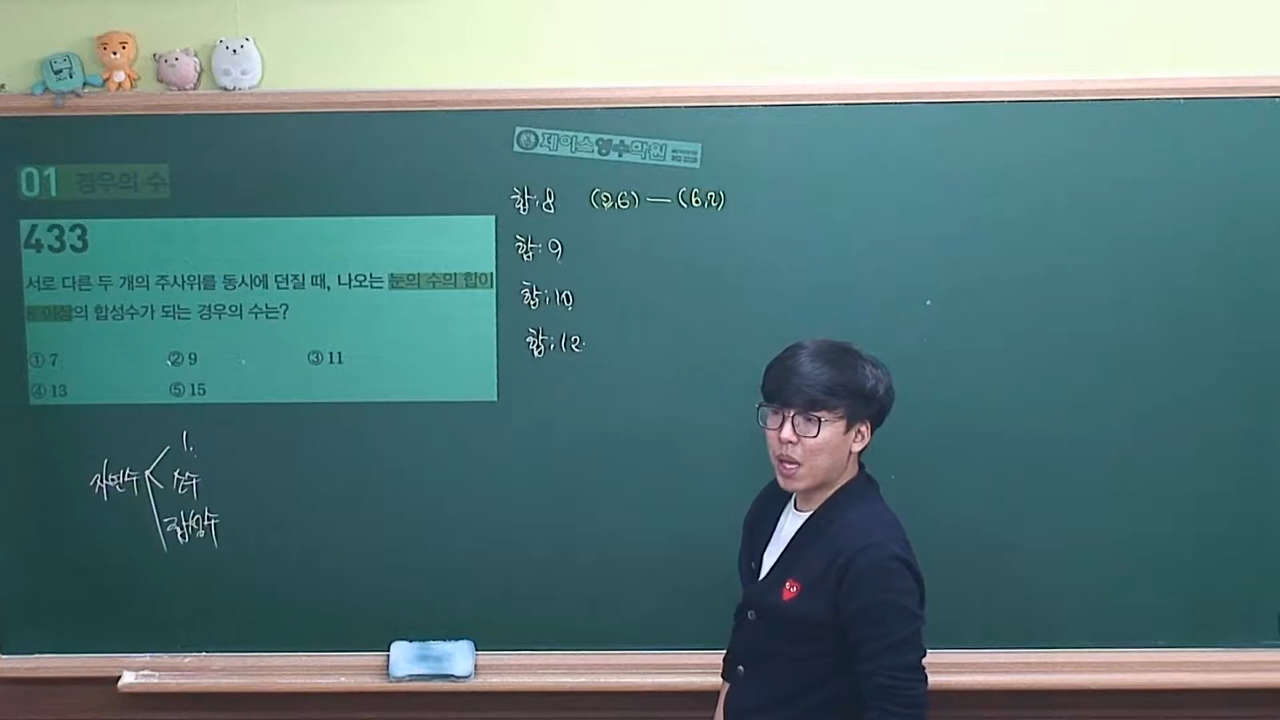 제이스영수학원
01 경우의 수
433
서로 다른 두 개의 주사위를 동시에 던질 때, 나오는 눈의 수의 합이
8 이상의 합성수가 되는 경우의 수는?
① 7 ② 9 ③ 11
④ 13 ⑤ 15
합:8 (2,6) — (6,2)
합:9
합:10
합:12
자연수
1
소수
합성수